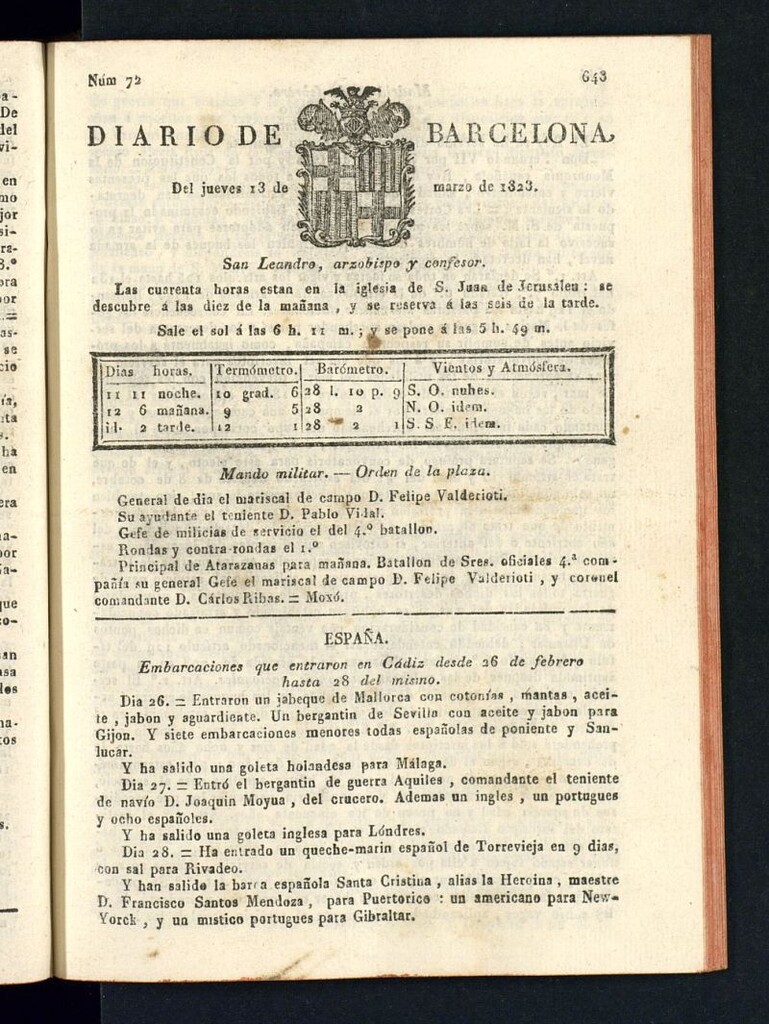 Núm 72
643
DIARIO DE BARCELONA,
Del jueves 13 de marzo de 1823.
San Leandro, arzobispo y confesor.
Las cuarenta horas estan en la iglesia de S. Juan de Jerusalen: se
descubre á las diez de la mañana, y se reserva á las seis de la tarde.
Sale el sol á las 6 h. 11 m.; y se pone á las 5 h. 49 m.
Dias horas. Termómetro. Barómetro. Vientos y Atmósfera.
11 11 noche. 10 grad. 6 28 l. 10 p. 9 S. O. nubes.
12 6 mañana. 9 5 28 2 N. O. idem.
id. 2 tarde. 12 1 28 2 1 S. S E. idem.
Mando militar. — Orden de la plaza.
General de dia el mariscal de campo D. Felipe Valderioti.
Su ayudante el teniente D. Pablo Vidal.
Gefe de milicias de servicio el del 4.º batallon.
Rondas y contra-rondas el 1.º
Principal de Atarazanas para mañana. Batallon de Sres. oficiales 4.ª com-
pañía su general Gefe el mariscal de campo D. Felipe Valderioti, y coronel
comandante D. Cárlos Ribas. = Moxó.
ESPAÑA.
Embarcaciones que entraron en Cádiz desde 26 de febrero
hasta 28 del mismo.
Dia 26. = Entraron un jabeque de Mallorca con cotonías, mantas, acei-
te, jabon y aguardiente. Un bergantin de Sevilla con aceite y jabon para
Gijon. Y siete embarcaciones menores todas españolas de poniente y San-
lucar.
Y ha salido una goleta holandesa para Málaga.
Dia 27. = Entró el bergantin de guerra Aquiles, comandante el teniente
de navío D. Joaquin Moyua, del crucero. Ademas un ingles, un portugues
y ocho españoles.
Y ha salido una goleta inglesa para Lóndres.
Dia 28. = Ha entrado un queche-marin español de Torrevieja en 9 dias,
con sal para Rivadeo.
Y han salido la barca española Santa Cristina, alias la Heroina, maestre
D. Francisco Santos Mendoza, para Puertorico: un americano para New-
Yorck, y un mistico portugues para Gibraltar.